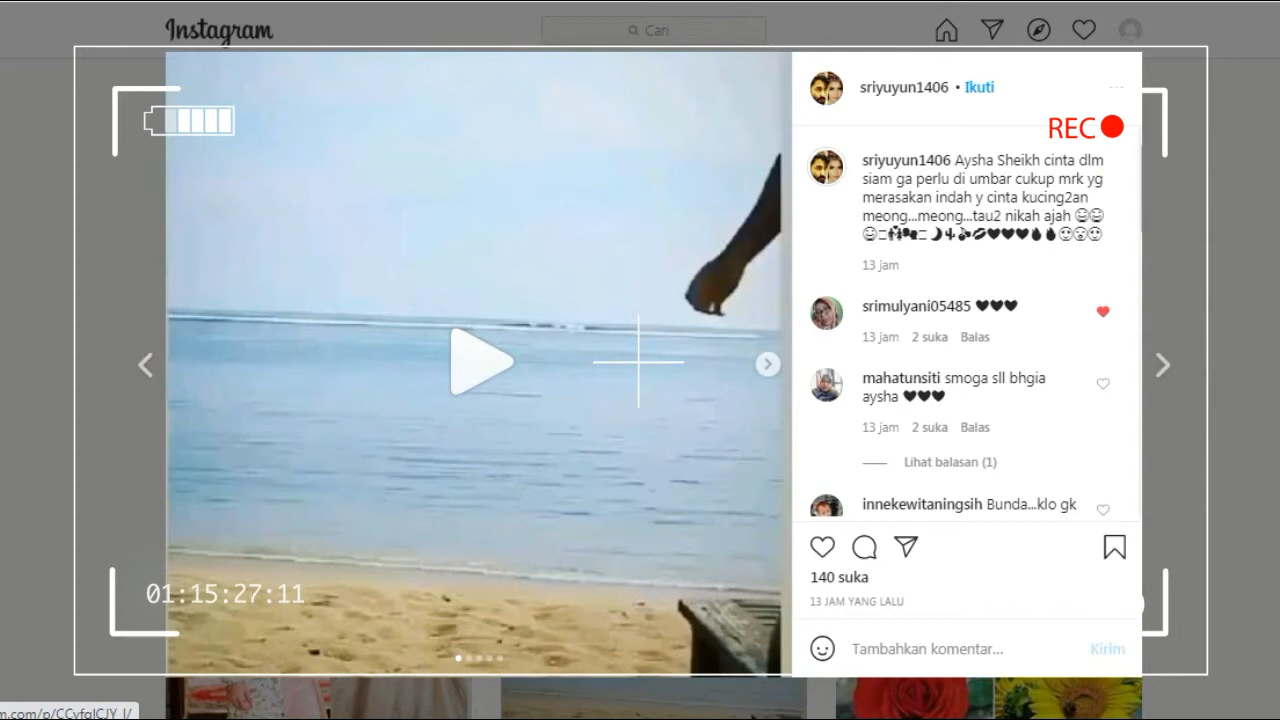 Instagram
Cari
sriyuyun1406 • Ikuti
REC
sriyuyun1406 Aysha Sheikh cinta dlm
siam ga perlu di umbar cukup mrk yg
merasakan indah y cinta kucing2an
meong...meong...tau2 nikah ajah 😄😄
13 jam
srimulyani05485 ♥♥♥
13 jam 2 suka Balas
mahatunsiti smoga sll bhgia
aysha ♥♥♥
13 jam 2 suka Balas
Lihat balasan (1)
innekewitaningsih Bunda...klo gk
140 suka
13 JAM YANG LALU
Tambahkan komentar... Kirim
01:15:27:11